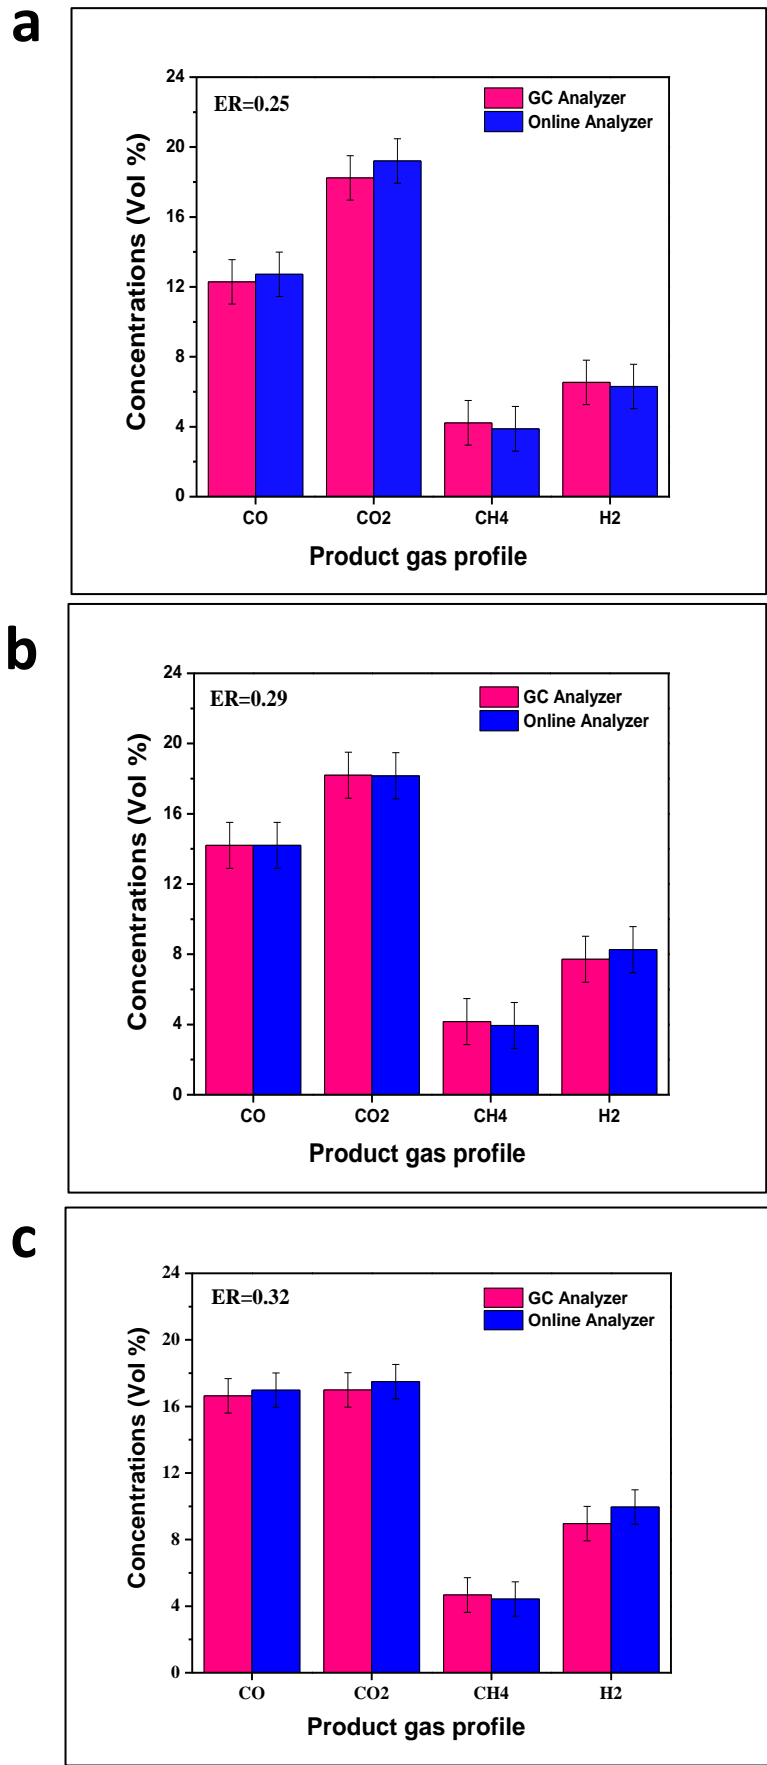 a
ER=0.25
GC Analyzer
Online Analyzer
24
20
16
12
8
4
0
Concentrations (Vol %)
CO CO2 CH4 H2
Product gas profile
b
ER=0.29
GC Analyzer
Online Analyzer
24
20
16
12
8
4
0
Concentrations (Vol %)
CO CO2 CH4 H2
Product gas profile
c
ER=0.32
GC Analyzer
Online Analyzer
24
20
16
12
8
4
0
Concentrations (Vol %)
CO CO2 CH4 H2
Product gas profile